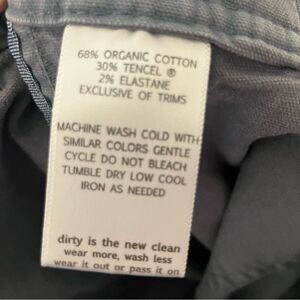 68% ORGANIC COTTON
30% TENCEL ®
2% ELASTANE
EXCLUSIVE OF TRIMS
MACHINE WASH COLD WITH
SIMILAR COLORS GENTLE
CYCLE DO NOT BLEACH
TUMBLE DRY LOW COOL
IRON AS NEEDED
dirty is the new clean
wear more, wash less
wear it out or pass it on